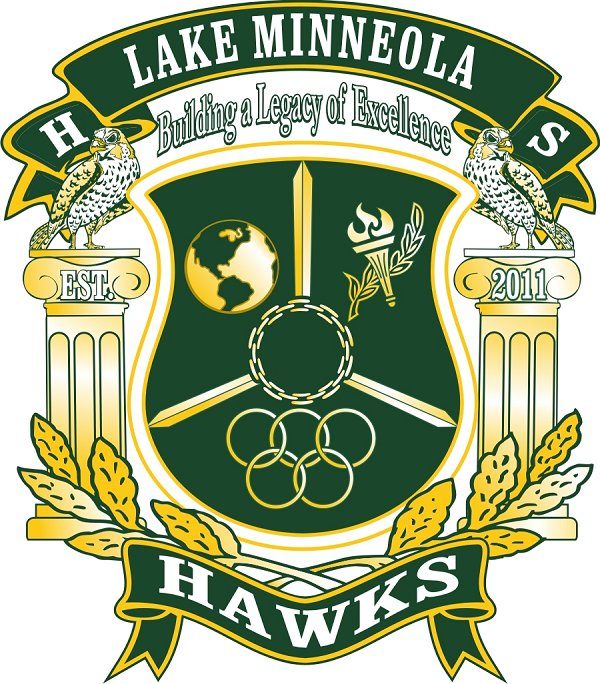 LAKE MINNEOLA
H S
Building a Legacy of Excellence
EST. 2011
HAWKS